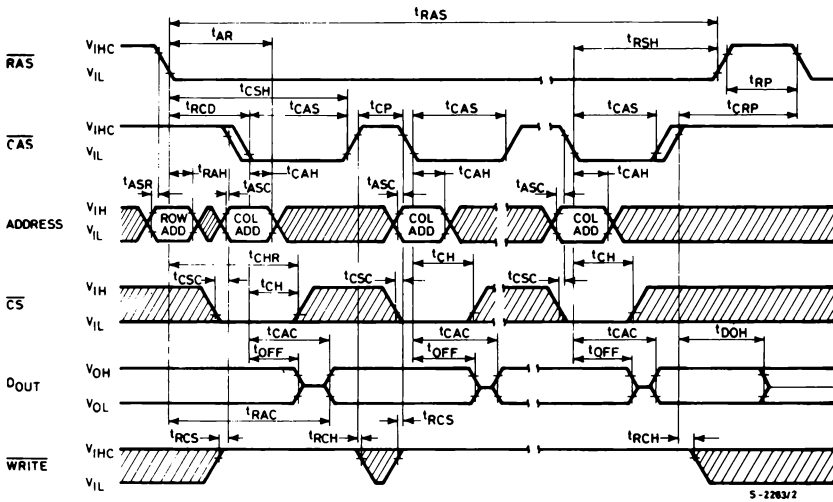 tRAS
tAR
tRSH
RAS
VIHC
VIL
tRP
tCSH
tRCD
tCAS
tCP
tCAS
tCAS
tCRP
CAS
VIHC
VIL
tASR
tRAH
tASC
tCAH
tASC
tCAH
tASC
tCAH
ADDRESS
VIH
VIL
ROW
ADD
COL
ADD
COL
ADD
COL
ADD
tCHR
tCSC
tCH
tCSC
tCH
tCSC
tCH
CS
VIH
VIL
tCAC
tCAC
tCAC
tDOH
tOFF
tOFF
tOFF
DOUT
VOH
VOL
tRAC
tRCS
tRCS
tRCH
tRCH
WRITE
VIHC
VIL
S-2263/2